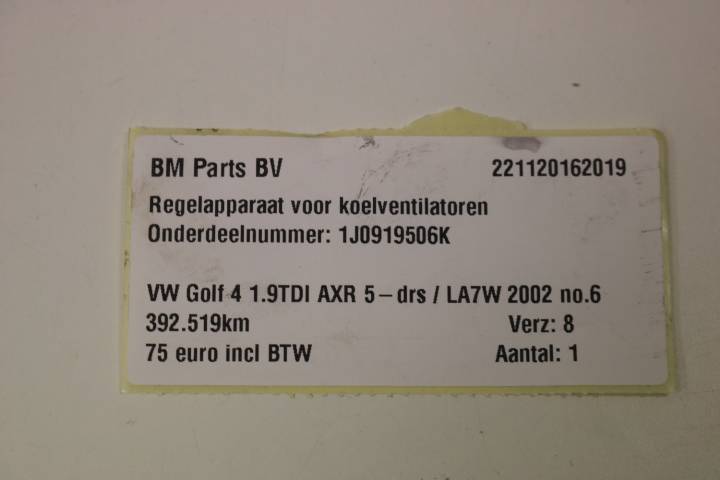 BM Parts BV 221120162019
Regelapparaat voor koelventilatoren
Onderdeelnummer: 1J0919506K
VW Golf 4 1.9TDI AXR 5-drs / LA7W 2002 no.6
392.519km Verz: 8
75 euro incl BTW Aantal: 1